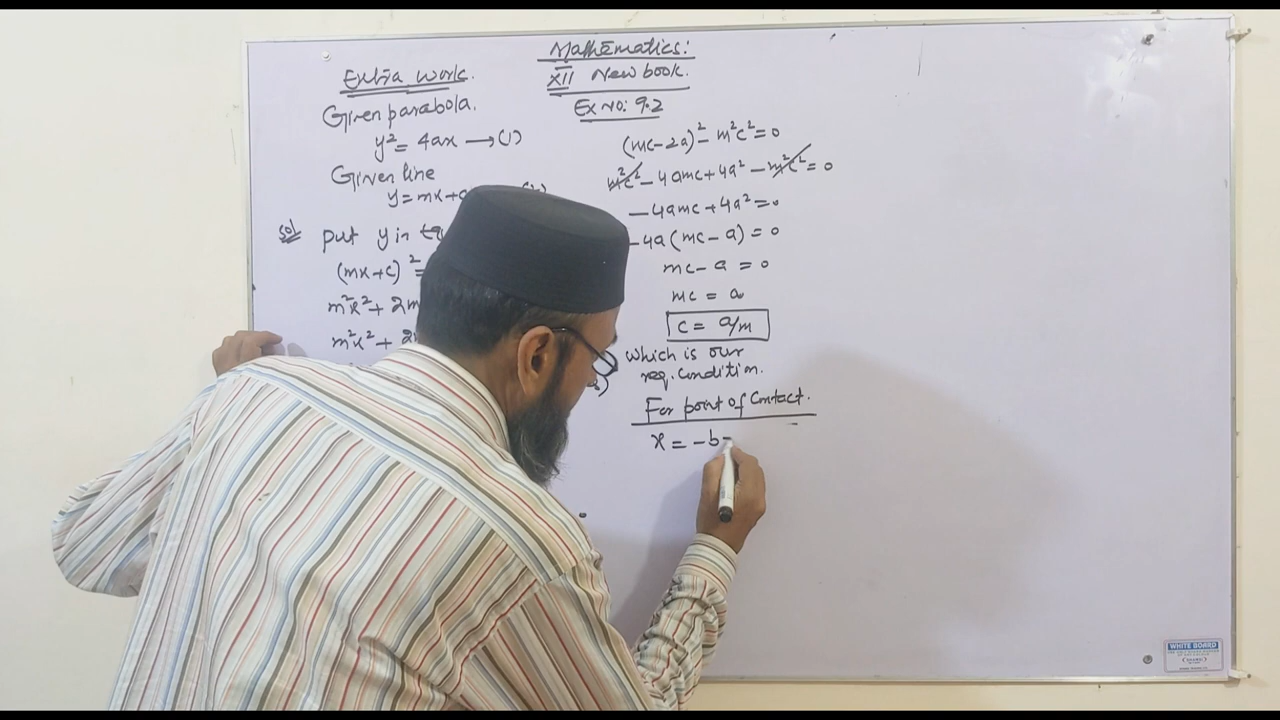 Mathematics:
XII New book.
Ex No: 9.2
Extra work.
Given parabola.
y² = 4ax → (1)
Given line
y = mx +
Sol put y in
(mx + c)² =
m²x² + 2m
m²x² +
(mc - 2a)² - m²c² = 0
m²c² - 4amc + 4a² - m²c² = 0
- 4amc + 4a² = 0
-4a (mc - a) = 0
mc - a = 0
mc = a
c = a/m
which is our
req. condition.
For point of Contact.
x = -b
WHITE BOARD